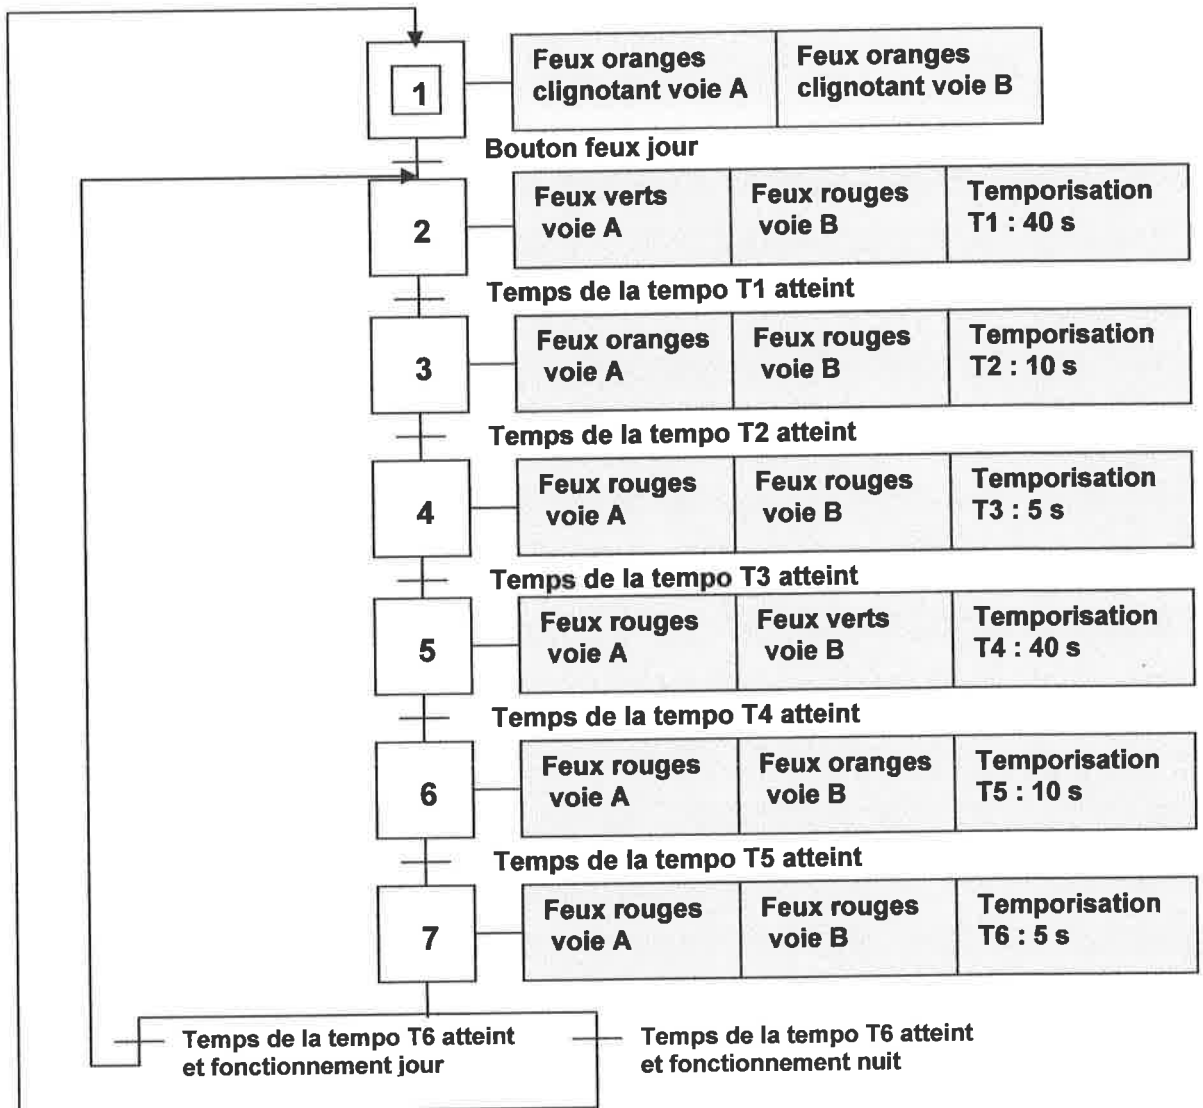 1
Feux oranges
clignotant voie A
Feux oranges
clignotant voie B
Bouton feux jour
2
Feux verts
voie A
Feux rouges
voie B
Temporisation
T1 : 40 s
Temps de la tempo T1 atteint
3
Feux oranges
voie A
Feux rouges
voie B
Temporisation
T2 : 10 s
Temps de la tempo T2 atteint
4
Feux rouges
voie A
Feux rouges
voie B
Temporisation
T3 : 5 s
Temps de la tempo T3 atteint
5
Feux rouges
voie A
Feux verts
voie B
Temporisation
T4 : 40 s
Temps de la tempo T4 atteint
6
Feux rouges
voie A
Feux oranges
voie B
Temporisation
T5 : 10 s
Temps de la tempo T5 atteint
7
Feux rouges
voie A
Feux rouges
voie B
Temporisation
T6 : 5 s
Temps de la tempo T6 atteint
et fonctionnement jour
Temps de la tempo T6 atteint
et fonctionnement nuit